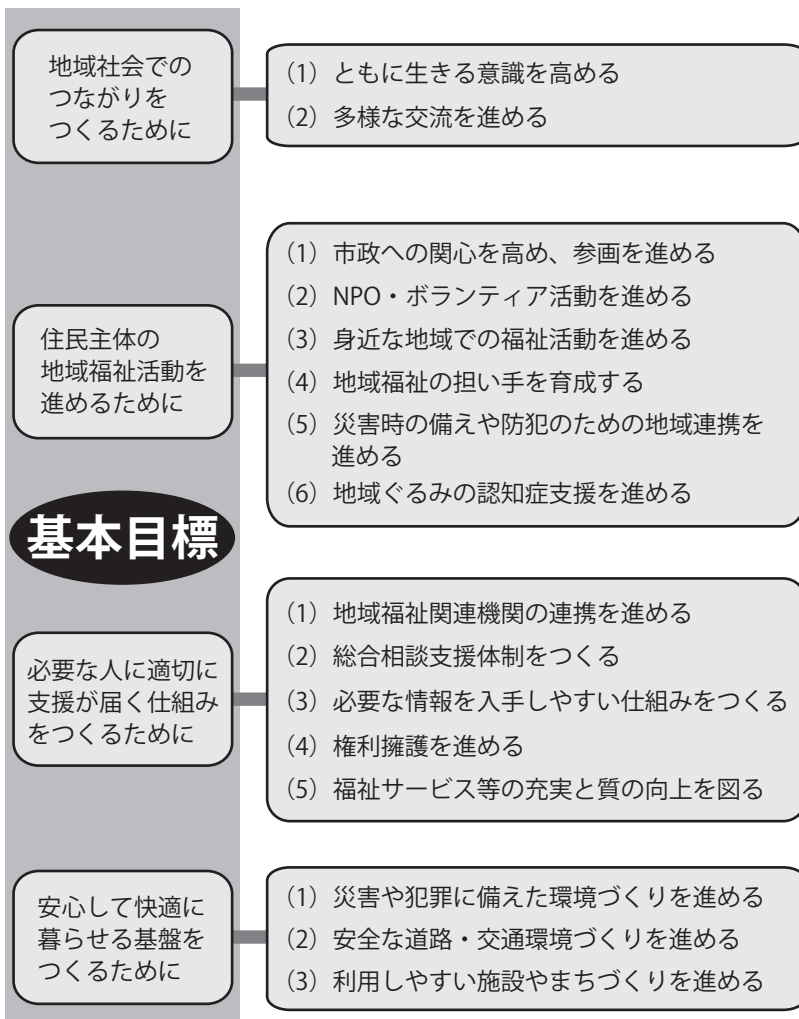 地域社会での
つながりを
つくるために
(1) ともに生きる意識を高める
(2) 多様な交流を進める
住民主体の
地域福祉活動を
進めるために
(1) 市政への関心を高め、参画を進める
(2) NPO・ボランティア活動を進める
(3) 身近な地域での福祉活動を進める
(4) 地域福祉の担い手を育成する
(5) 災害時の備えや防犯のための地域連携を
進める
(6) 地域ぐるみの認知症支援を進める
基本目標
必要な人に適切に
支援が届く仕組み
をつくるために
(1) 地域福祉関連機関の連携を進める
(2) 総合相談支援体制をつくる
(3) 必要な情報を入手しやすい仕組みをつくる
(4) 権利擁護を進める
(5) 福祉サービス等の充実と質の向上を図る
安心して快適に
暮らせる基盤を
つくるために
(1) 災害や犯罪に備えた環境づくりを進める
(2) 安全な道路・交通環境づくりを進める
(3) 利用しやすい施設やまちづくりを進める